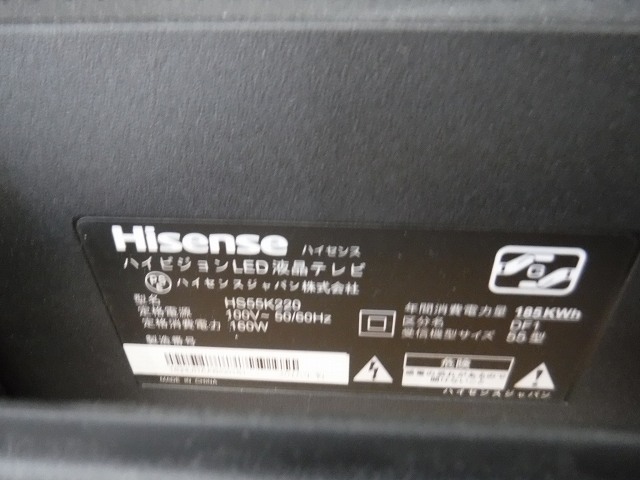 Hisense ハイセンス
ハイビジョンLED液晶テレビ
PS E ハイセンスジャパン株式会社
型名 HS55K220
定格電源 100V~ 50/60Hz
定格消費電力 160W
製造番号
MADE IN CHINA
G
年間消費電力量 185KWh
区分名 DF1
受信機型サイズ 55型
危険
ハイセンスジャパン